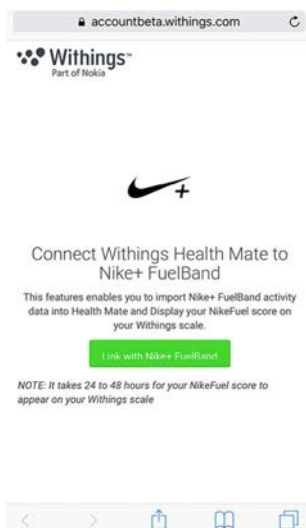 accountbeta.withings.com
Withings™
Part of Nokia
+
Connect Withings Health Mate to
Nike+ FuelBand
This features enables you to import Nike+ FuelBand activity
data into Health Mate and Display your NikeFuel score on
your Withings scale.
Link with Nike+ FuelBand
NOTE: It takes 24 to 48 hours for your NikeFuel score to
appear on your Withings scale